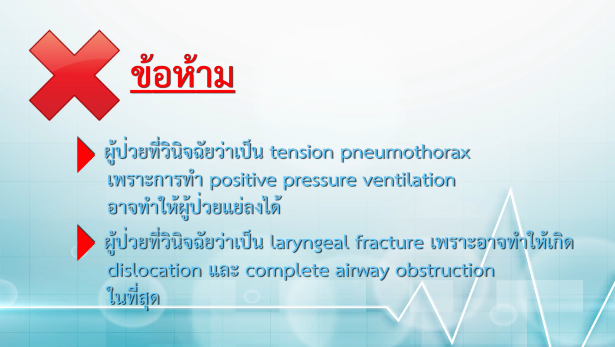 ข้อห้าม
ผู้ป่วยที่วินิจฉัยว่าเป็น tension pneumothorax
เพราะการทำ positive pressure ventilation
อาจทำให้ผู้ป่วยแย่ลงได้
ผู้ป่วยที่วินิจฉัยว่าเป็น laryngeal fracture เพราะอาจทำให้เกิด
dislocation และ complete airway obstruction
ในที่สุด